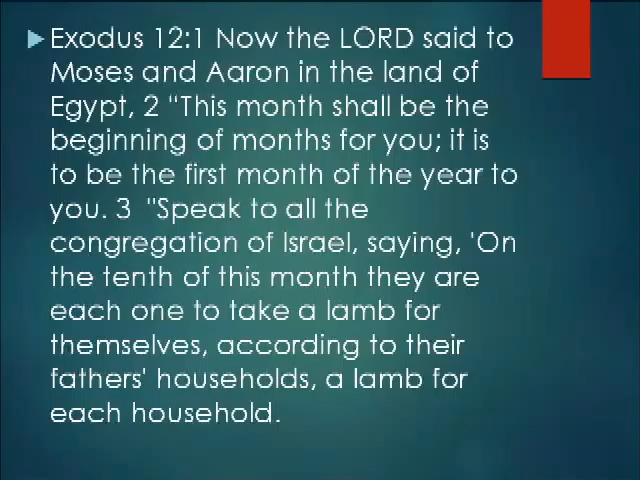 Exodus 12:1 Now the LORD said to
Moses and Aaron in the land of
Egypt, 2 "This month shall be the
beginning of months for you; it is
to be the first month of the year to
you. 3  "Speak to all the
congregation of Israel, saying, 'On
the tenth of this month they are
each one to take a lamb for
themselves, according to their
fathers' households, a lamb for
each household.